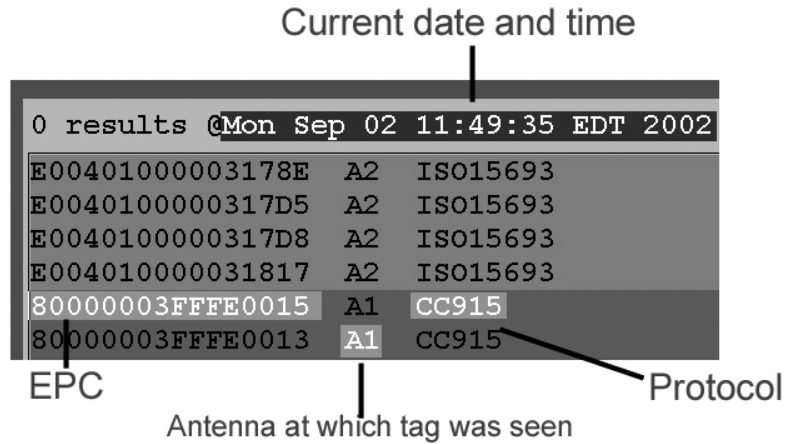 Current date and time
0 results @Mon Sep 02 11:49:35 EDT 2002
E00401000003178E A2 ISO15693
E0040100000317D5 A2 ISO15693
E0040100000317D8 A2 ISO15693
E004010000031817 A2 ISO15693
80000003FFFE0015 A1 CC915
80000003FFFE0013 A1 CC915
EPC
Protocol
Antenna at which tag was seen